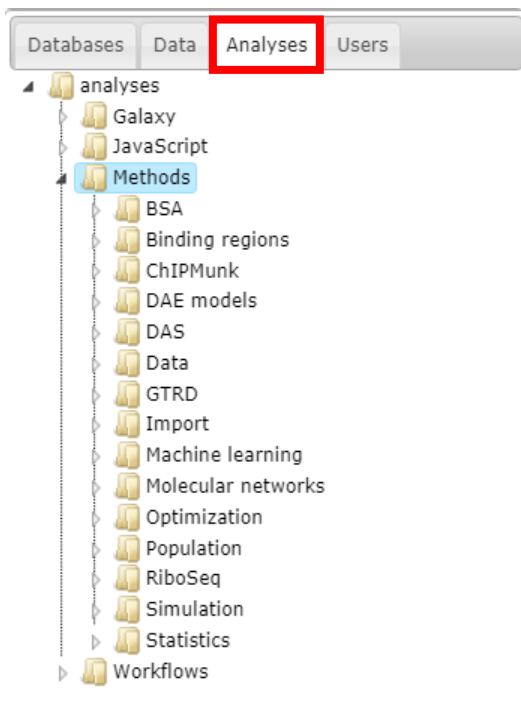 Databases Data Analyses Users
analyses
Galaxy
JavaScript
Methods
BSA
Binding regions
ChIPMunk
DAE models
DAS
Data
GTRD
Import
Machine learning
Molecular networks
Optimization
Population
RiboSeq
Simulation
Statistics
Workflows